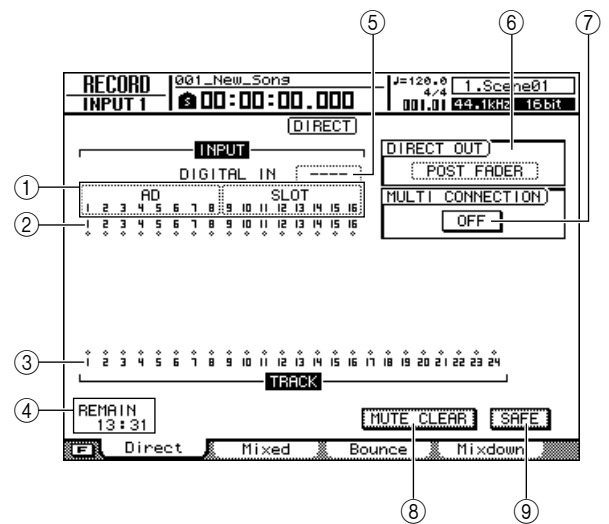 5 6 7
RECORD 001_New_Song ♩=120.0 4/4 1.Scene01
INPUT 1 S 00:00:00.000 001.01 44.1kHz 16bit
DIRECT
INPUT
DIRECT OUT
DIGITAL IN ----
POST FADER
1
AD SLOT
MULTI CONNECTION
1 2 3 4 5 6 7 8 9 10 11 12 13 14 15 16
OFF
2
1 2 3 4 5 6 7 8 9 10 11 12 13 14 15 16
3
1 2 3 4 5 6 7 8 9 10 11 12 13 14 15 16 17 18 19 20 21 22 23 24
TRACK
4
REMAIN
13:31
MUTE CLEAR SAFE
F Direct Mixed Bounce Mixdown
8 9